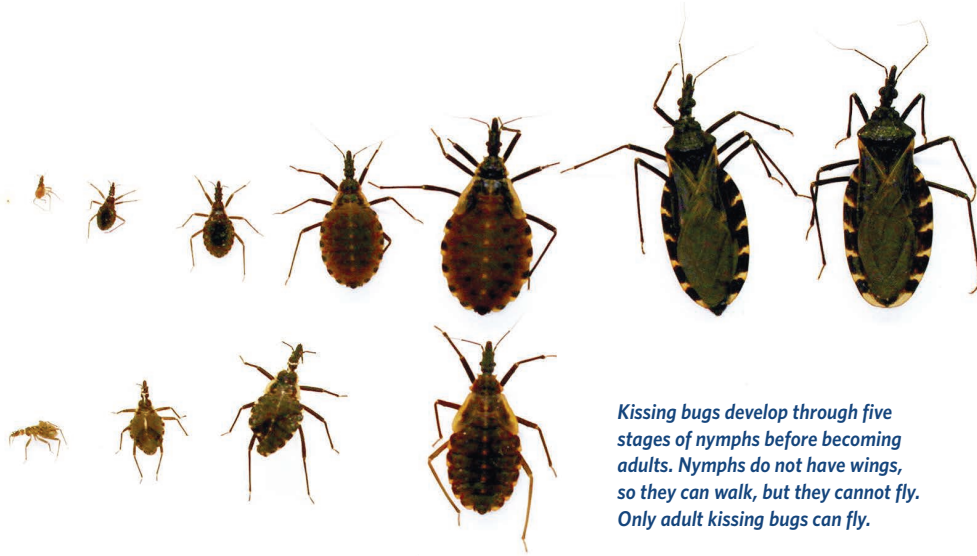 Kissing bugs develop through five
stages of nymphs before becoming
adults. Nymphs do not have wings,
so they can walk, but they cannot fly.
Only adult kissing bugs can fly.